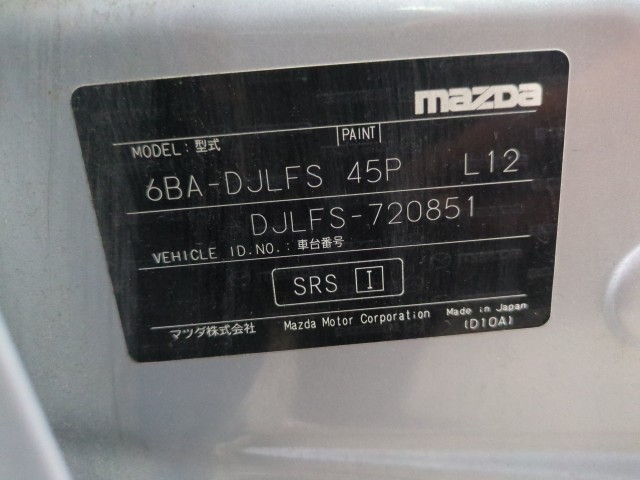 mazda
MODEL: 型式 PAINT
6BA-DJLFS 45P L12
DJLFS-720851
VEHICLE ID.NO.: 車台番号
SRS I
マツダ株式会社 Mazda Motor Corporation Made in Japan
(D10A)